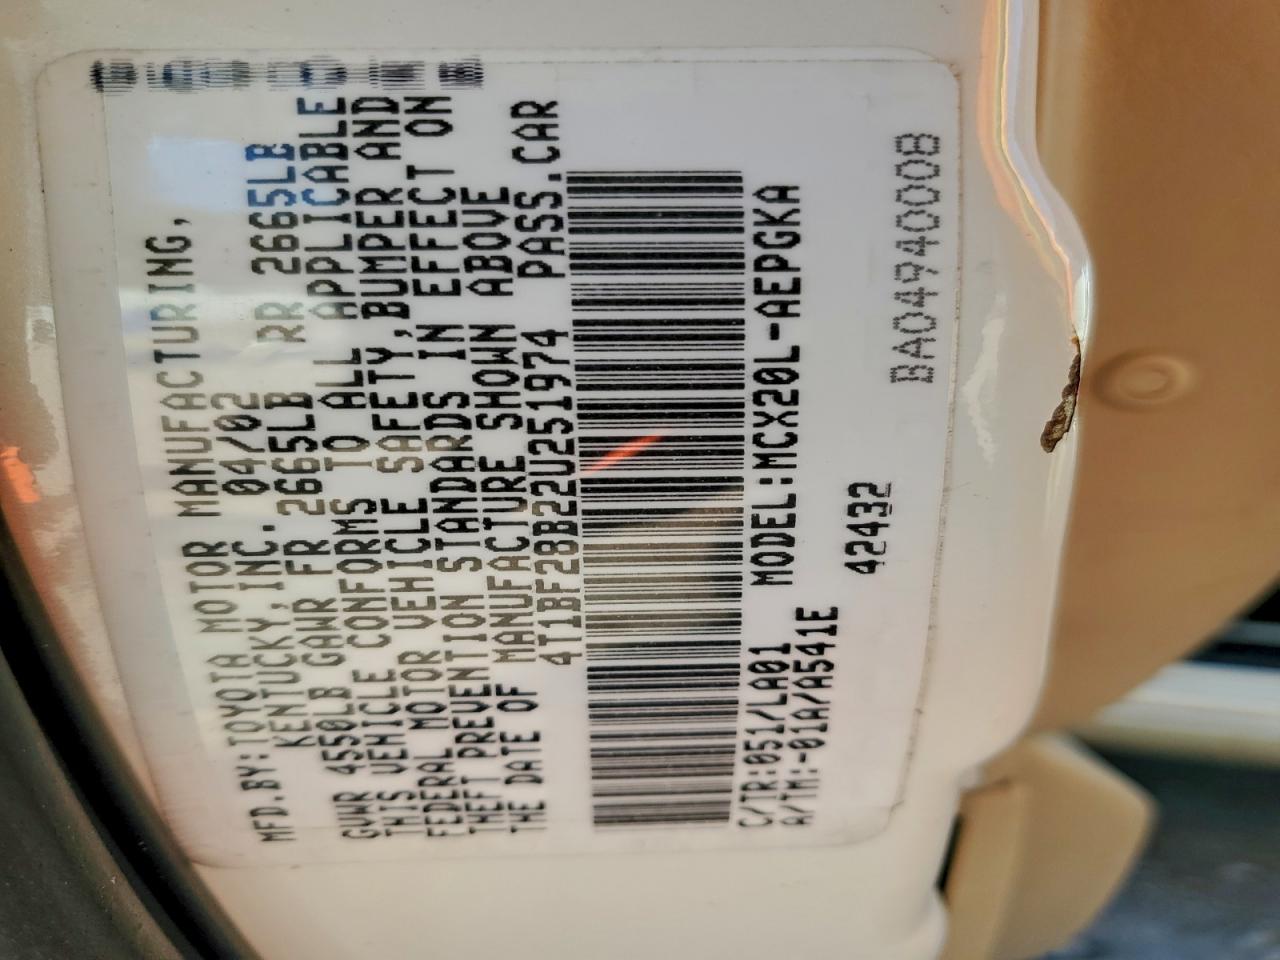 MFD.BY:TOYOTA MOTOR MANUFACTURING,
KENTUCKY,INC. 04/02
GVWR 4550LB GAWR FR 2665LB RR 2665LB
THIS VEHICLE CONFORMS TO ALL APPLICABLE
FEDERAL MOTOR VEHICLE SAFETY,BUMPER AND
THEFT PREVENTION STANDARDS IN EFFECT ON
THE DATE OF MANUFACTURE SHOWN ABOVE
4T1BF28B22U251974 PASS.CAR
C/TR:051/LA01 MODEL:MCX20L-AEPGKA
A/TM:-01A/A541E
42432
BA04940008